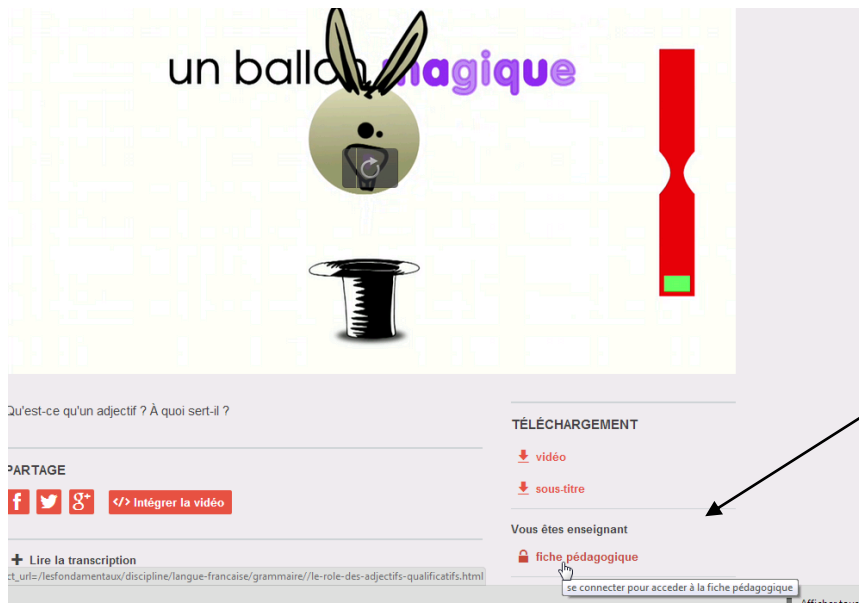 un ballon magique
Qu'est-ce qu'un adjectif ? À quoi sert-il ?
PARTAGE
f g+ </> Intégrer la vidéo
+ Lire la transcription
ct_url=/lesfondamentaux/discipline/langue-francaise/grammaire//le-role-des-adjectifs-qualificatifs.html
TÉLÉCHARGEMENT
vidéo
sous-titre
Vous êtes enseignant
fiche pédagogique
se connecter pour acceder à la fiche pédagogique